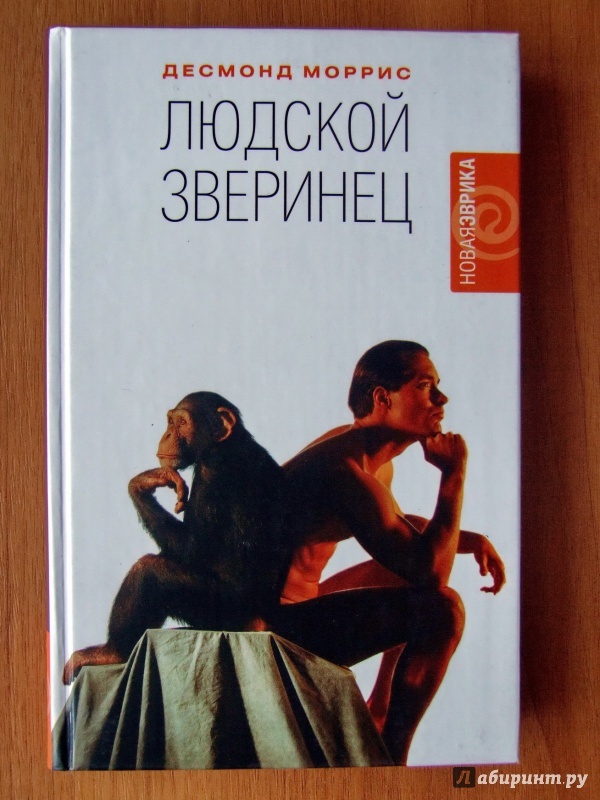 ДЕСМОНД МОРРИС
ЛЮДСКОЙ
ЗВЕРИНЕЦ
НОВАЯЭВРИКА
Лабиринт.ру